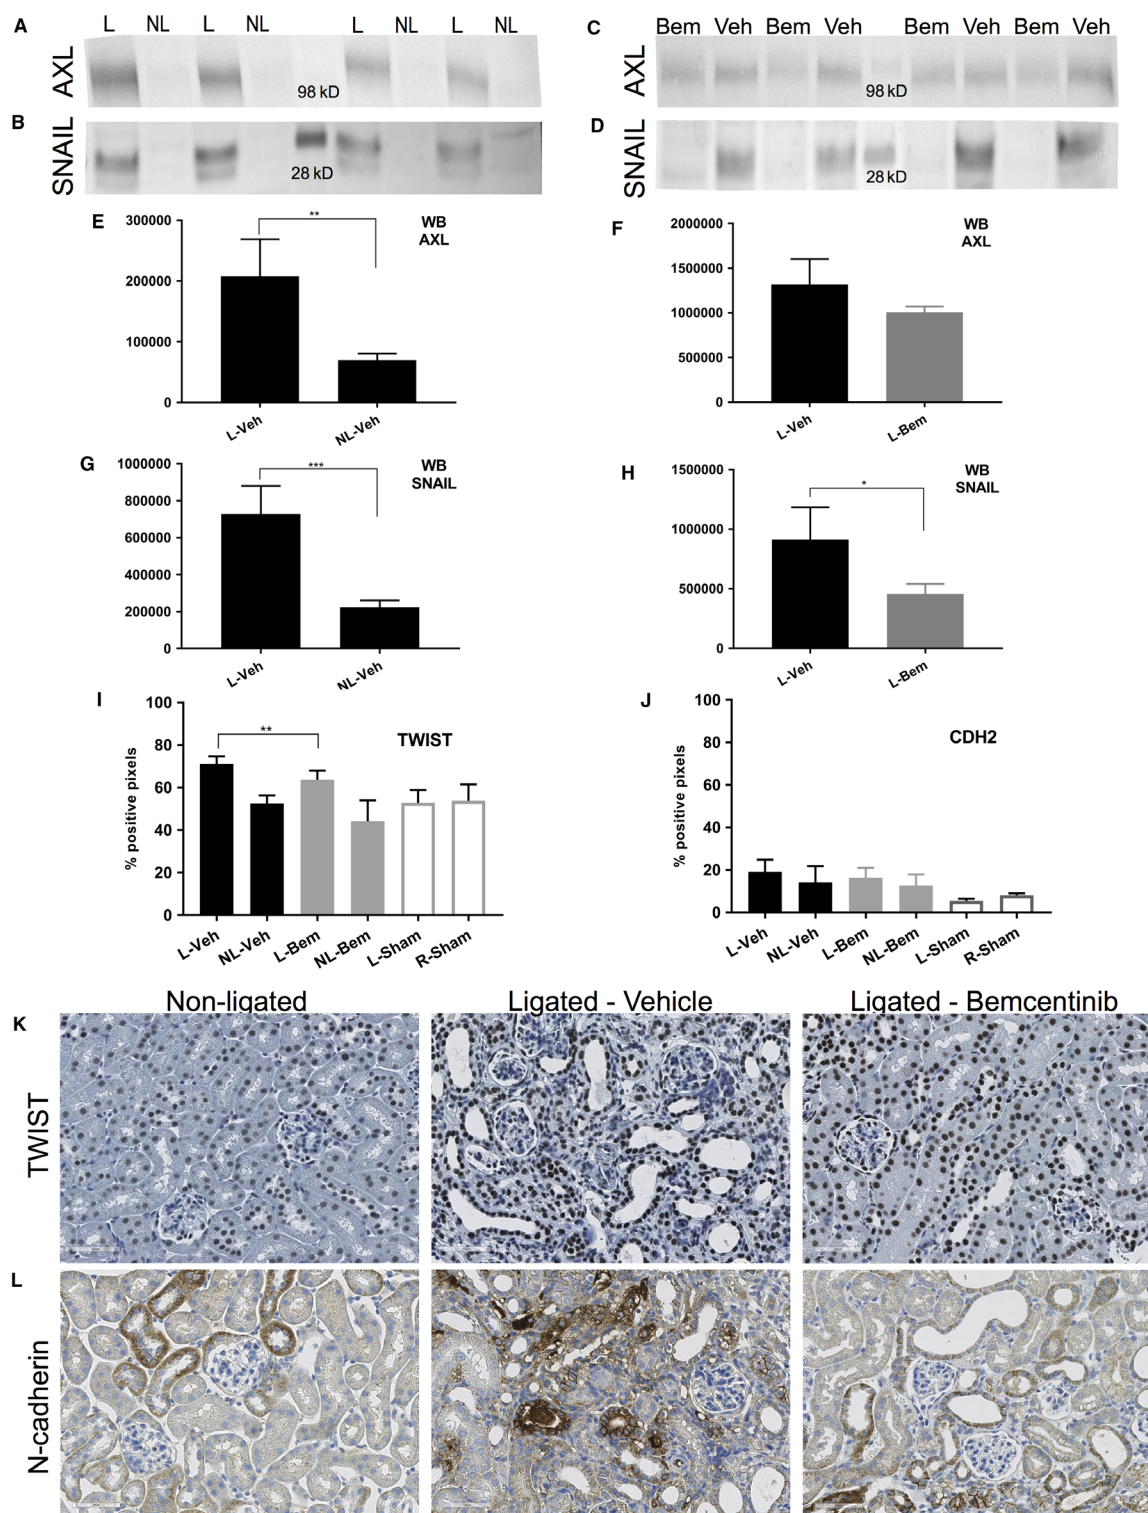 A
L NL L NL L NL L NL
AXL
98 kD
B
SNAIL
28 kD
C
Bem Veh Bem Veh Bem Veh Bem Veh
AXL
98 kD
D
SNAIL
28 kD
E
WB
AXL
**
300000
200000
100000
0
L-Veh NL-Veh
F
WB
AXL
2000000
1500000
1000000
500000
0
L-Veh L-Bem
G
WB
SNAIL
***
1000000
800000
600000
400000
200000
0
L-Veh NL-Veh
H
WB
SNAIL
*
1500000
1000000
500000
0
L-Veh L-Bem
I
TWIST
**
% positive pixels
100
80
60
40
20
0
L-Veh NL-Veh L-Bem NL-Bem L-Sham R-Sham
J
CDH2
% positive pixels
100
80
60
40
20
0
L-Veh NL-Veh L-Bem NL-Bem L-Sham R-Sham
Non-ligated Ligated - Vehicle Ligated - Bemcentinib
K
TWIST
L
N-cadherin